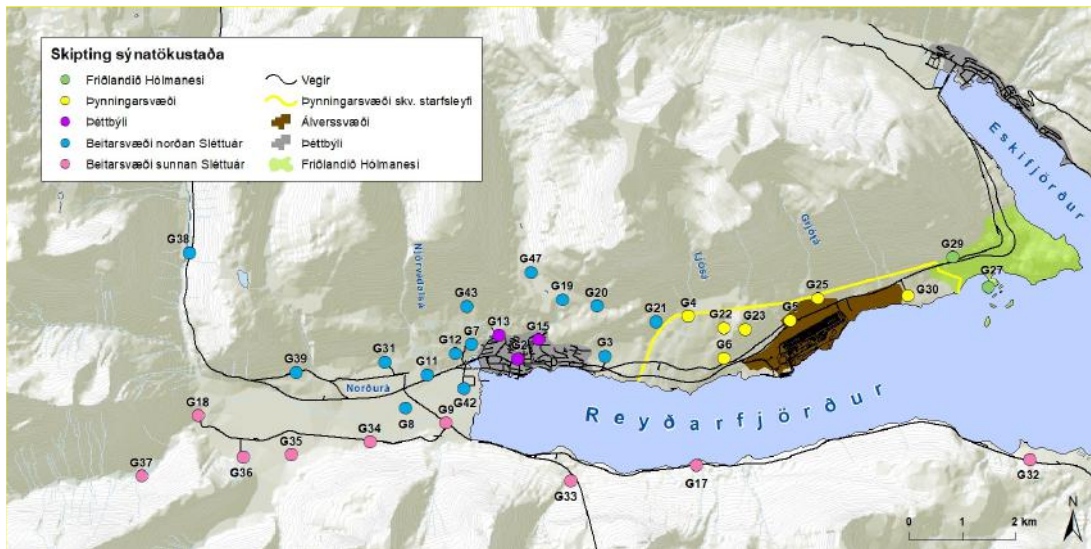 Skipting sýnatökustaða
Friðlandið Hólmanesi
Þynningarsvæði
Þéttbýli
Beitarsvæði norðan Sléttuár
Beitarsvæði sunnan Sléttuár
Vegir
Þynningarsvæði skv. starfsleyfi
Álverssvæði
Þéttbýli
Friðlandið Hólmanesi
Eskifjörður
Grjótá
G29
G38
Njörvadalsá
G47
Ljósá
G27
G19
G20
G25
G30
G43
G21
G4
G22
G23
G5
G13
G15
G7
G12
G2
G3
G6
G31
G39
G11
Norðurá
G42
G18
G8
G9
Reyðarfjörður
G34
G35
G36
G37
G33
G17
G32
N
0 1 2 km